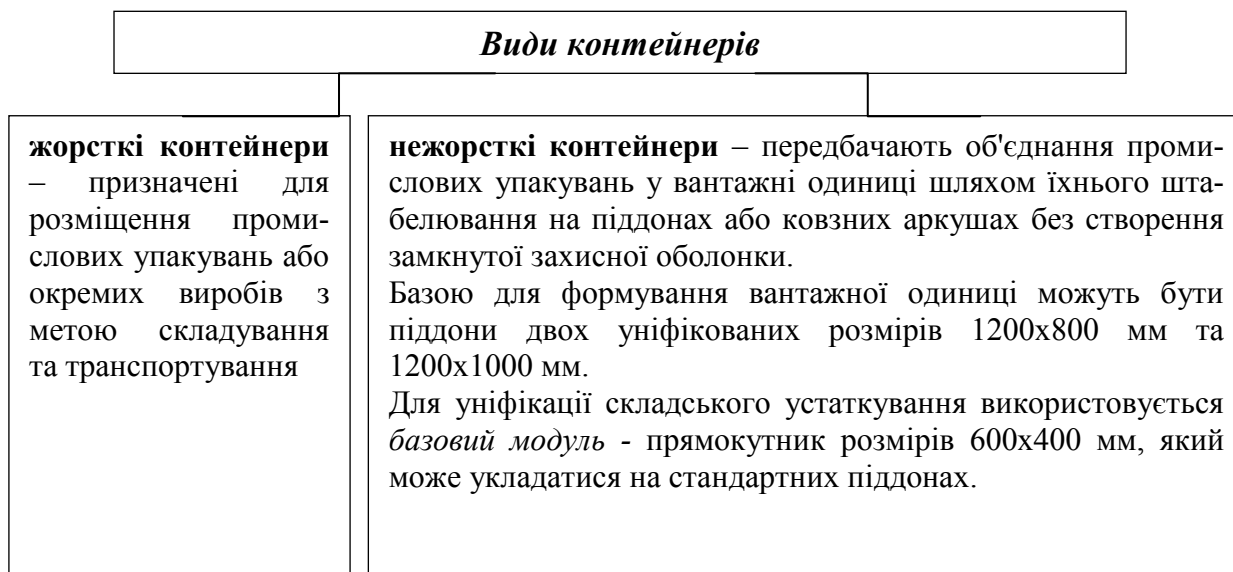 Види контейнерів
жорсткі контейнери
– призначені для
розміщення проми-
слових упакувань або
окремих виробів з
метою складування
та транспортування
нежорсткі контейнери – передбачають об'єднання проми-
слових упакувань у вантажні одиниці шляхом їхнього шта-
белювання на піддонах або ковзних аркушах без створення
замкнутої захисної оболонки.
Базою для формування вантажної одиниці можуть бути
піддони двох уніфікованих розмірів 1200х800 мм та
1200х1000 мм.
Для уніфікації складського устаткування використовується
базовий модуль - прямокутник розмірів 600х400 мм, який
може укладатися на стандартних піддонах.